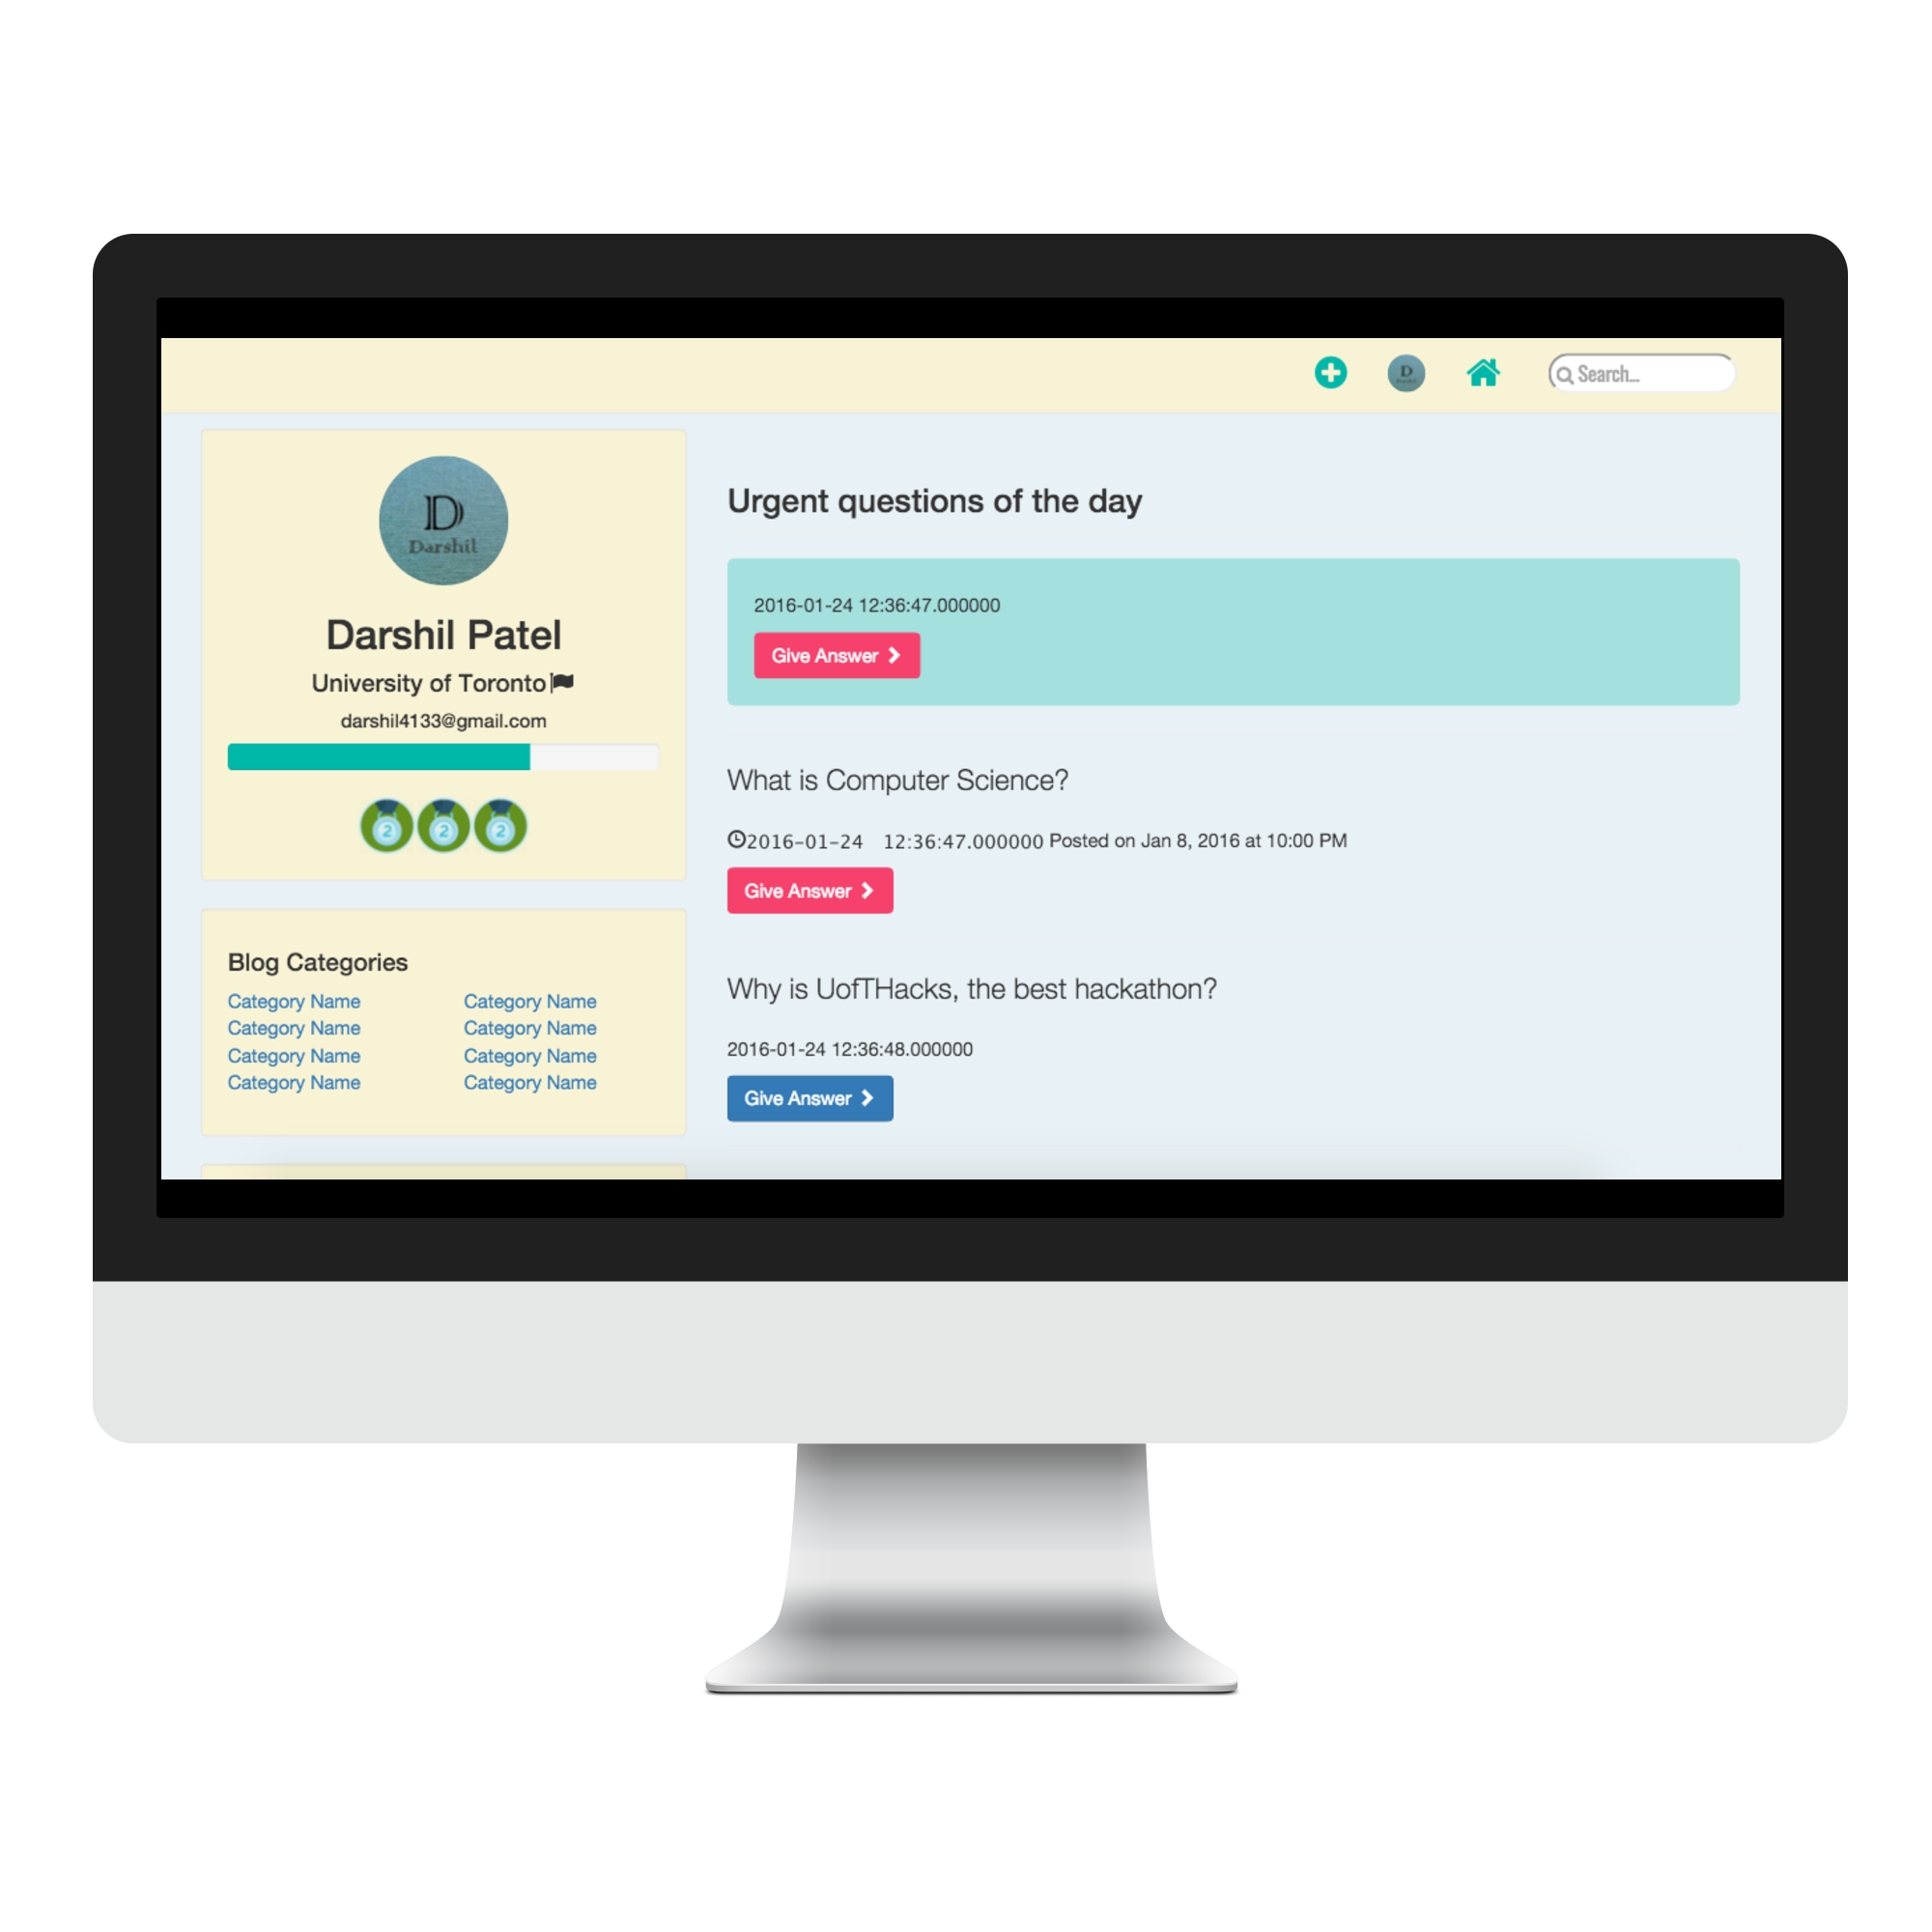 Search...
D
Darshil
Darshil Patel
University of Toronto
darshil4133@gmail.com
2 2 2
Blog Categories
Category Name Category Name
Category Name Category Name
Category Name Category Name
Category Name Category Name
Urgent questions of the day
2016-01-24 12:36:47.000000
Give Answer
What is Computer Science?
2016-01-24 12:36:47.000000 Posted on Jan 8, 2016 at 10:00 PM
Give Answer
Why is UofTHacks, the best hackathon?
2016-01-24 12:36:48.000000
Give Answer